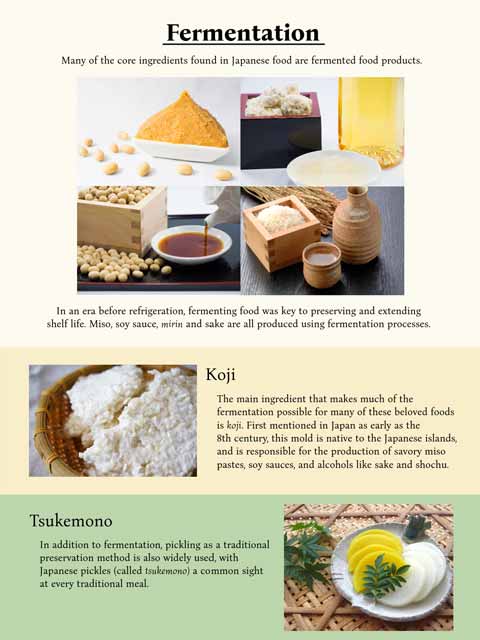 Fermentation
Many of the core ingredients found in Japanese food are fermented food products.
In an era before refrigeration, fermenting food was key to preserving and extending
shelf life. Miso, soy sauce, mirin and sake are all produced using fermentation processes.
Koji
The main ingredient that makes much of the
fermentation possible for many of these beloved foods
is koji. First mentioned in Japan as early as the
8th century, this mold is native to the Japanese islands,
and is responsible for the production of savory miso
pastes, soy sauces, and alcohols like sake and shochu.
Tsukemono
In addition to fermentation, pickling as a traditional
preservation method is also widely used, with
Japanese pickles (called tsukemono) a common sight
at every traditional meal.